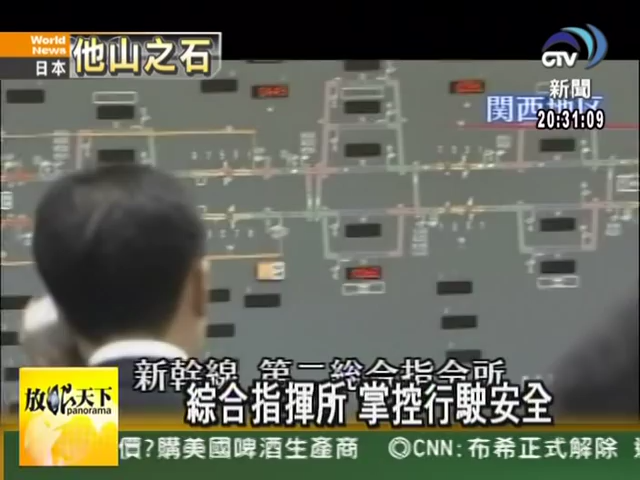 World News
日本
他山之石
CTV
新聞
関西地区
20:31:09
新幹線 第二総合指令所
綜合指揮所 掌控行駛安全
放眼天下
panorama
價?購美國啤酒生產商 ◎CNN:布希正式解除